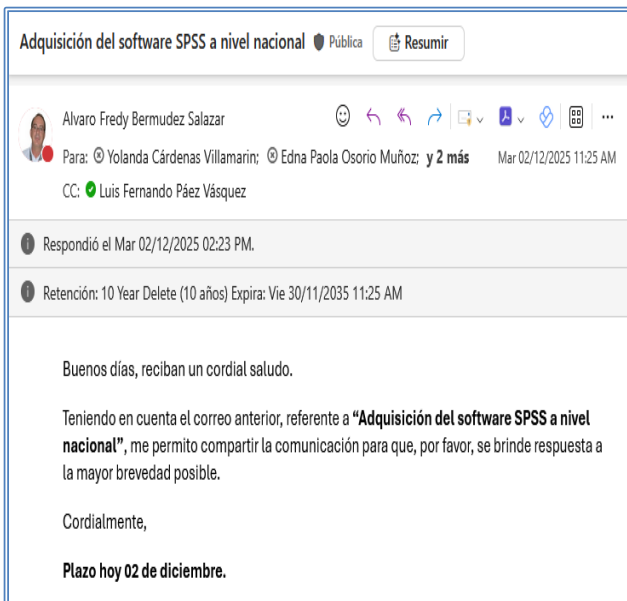 Adquisición del software SPSS a nivel nacional Pública Resumir
Alvaro Fredy Bermudez Salazar
Para: Yolanda Cárdenas Villamarin; Edna Paola Osorio Muñoz; y 2 más Mar 02/12/2025 11:25 AM
CC: Luis Fernando Páez Vásquez
Respondió el Mar 02/12/2025 02:23 PM.
Retención: 10 Year Delete (10 años) Expira: Vie 30/11/2035 11:25 AM
Buenos días, reciban un cordial saludo.
Teniendo en cuenta el correo anterior, referente a “Adquisición del software SPSS a nivel
nacional”, me permito compartir la comunicación para que, por favor, se brinde respuesta a
la mayor brevedad posible.
Cordialmente,
Plazo hoy 02 de diciembre.